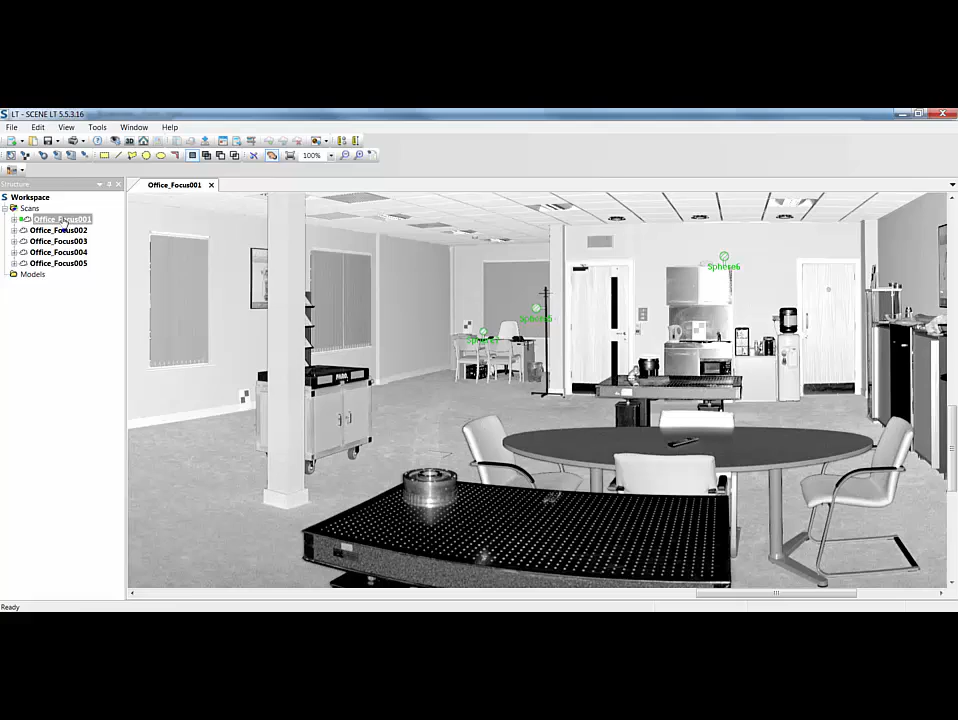 LT - SCENE LT 5.5.3.16
File Edit View Tools Window Help
100%
Structure
Office_Focus001
Workspace
Scans
Office_Focus001
Office_Focus002
Office_Focus003
Office_Focus004
Office_Focus005
Models
Sphere6
Ready